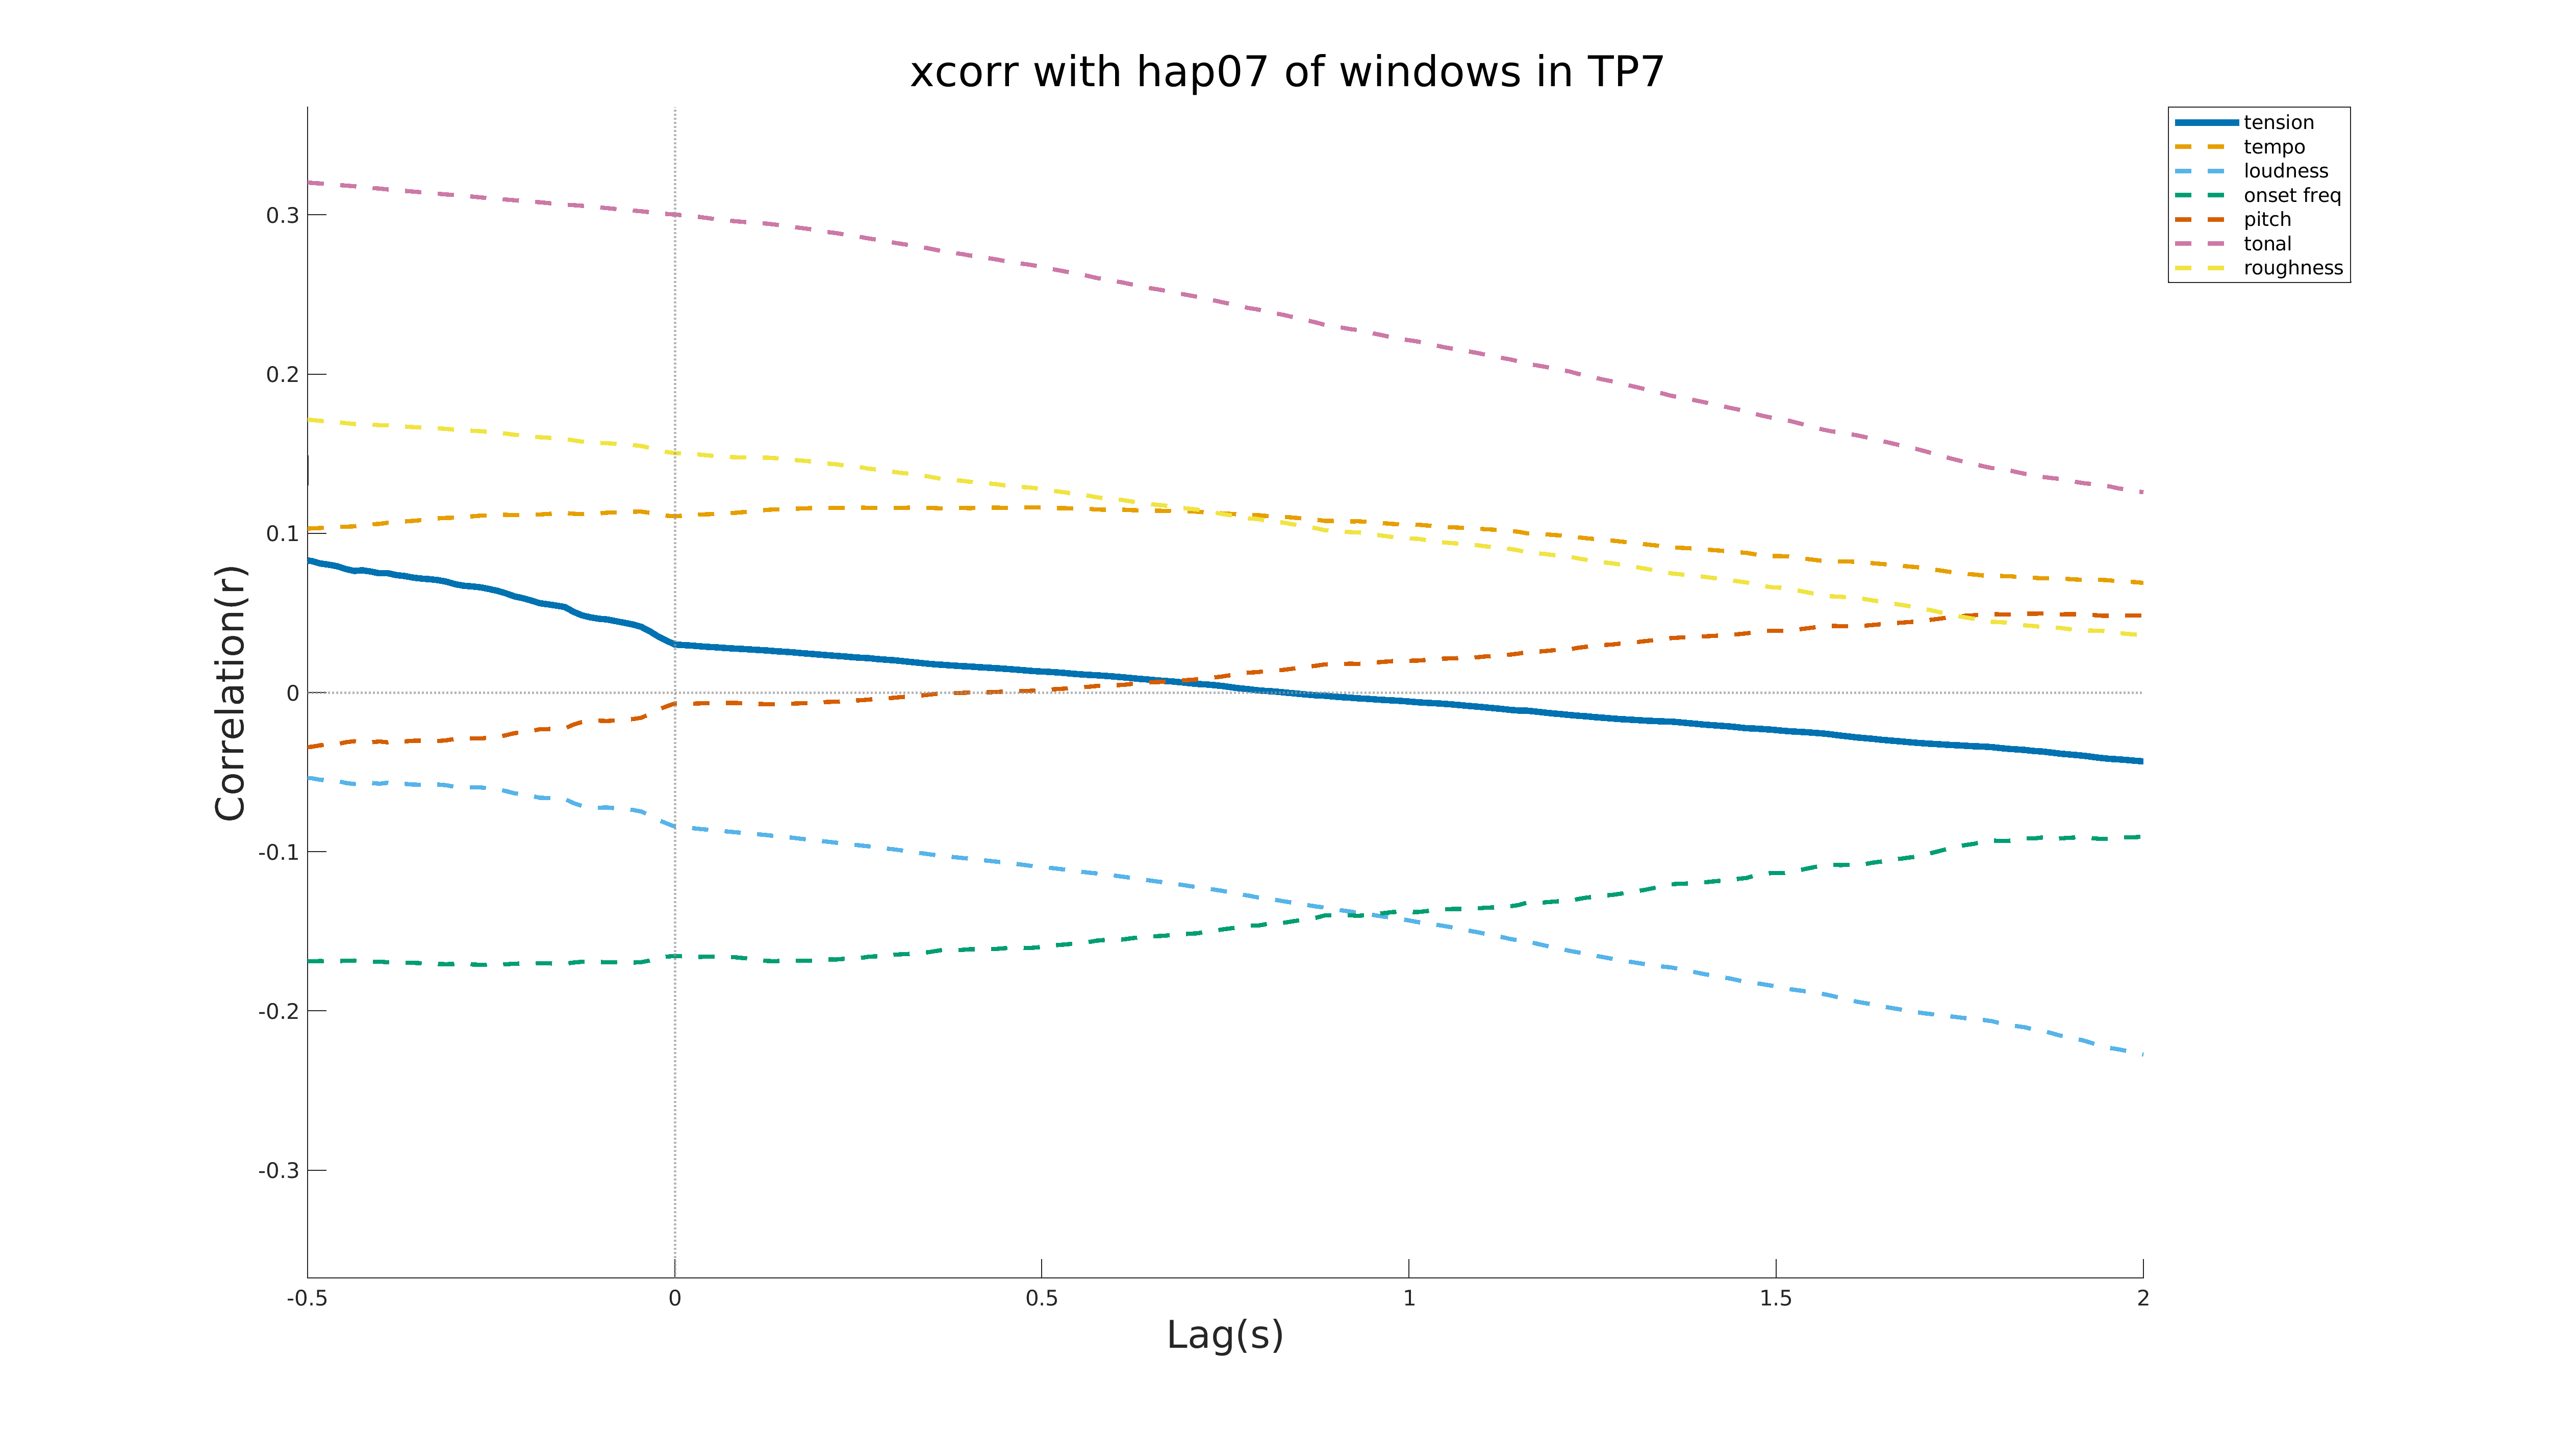 xcorr with hap07 of windows in TP7
tension
tempo
loudness
onset freq
pitch
tonal
roughness
Correlation(r)
0.3
0.2
0.1
0
-0.1
-0.2
-0.3
-0.5 0 0.5 1 1.5 2
Lag(s)